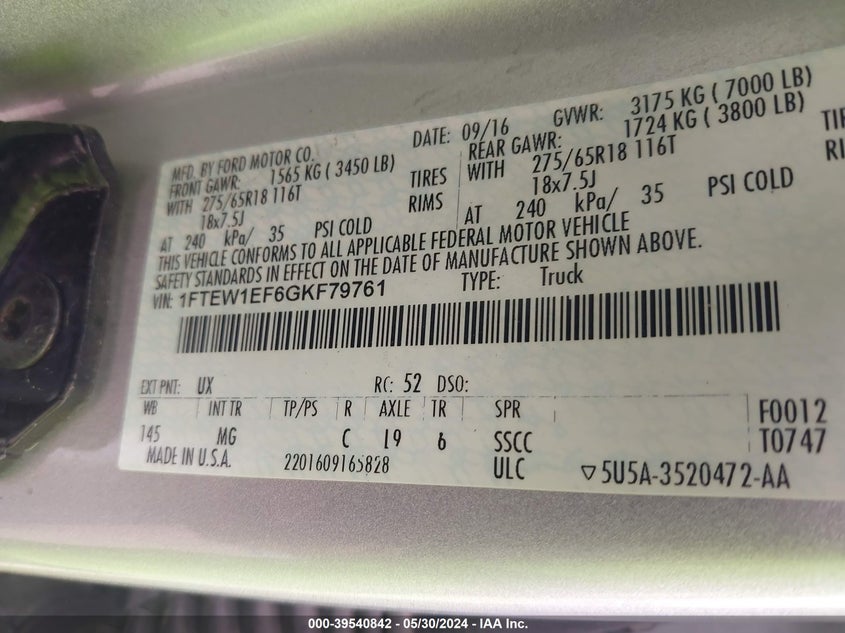 MFD. BY FORD MOTOR CO. DATE: 09/16 GVWR: 3175 KG ( 7000 LB)
FRONT GAWR: 1565 KG ( 3450 LB) REAR GAWR: 1724 KG ( 3800 LB)
WITH 275/65R18 116T TIRES WITH 275/65R18 116T TIRE
18x7.5J RIMS 18x7.5J RI
AT 240 kPa/ 35 PSI COLD AT 240 kPa/ 35 PSI COLD
THIS VEHICLE CONFORMS TO ALL APPLICABLE FEDERAL MOTOR VEHICLE
SAFETY STANDARDS IN EFFECT ON THE DATE OF MANUFACTURE SHOWN ABOVE.
VIN: 1FTEW1EF6GKF79761 TYPE: Truck
EXT PNT: UX RC: 52 DSO:
WB INT TR TP/PS R AXLE TR SPR F0012
145 MG C 19 6 SSCC T0747
MADE IN U.S.A. 2201609165828 ULC ▽5U5A-3520472-AA
000-39540842 - 05/30/2024 - IAA Inc.